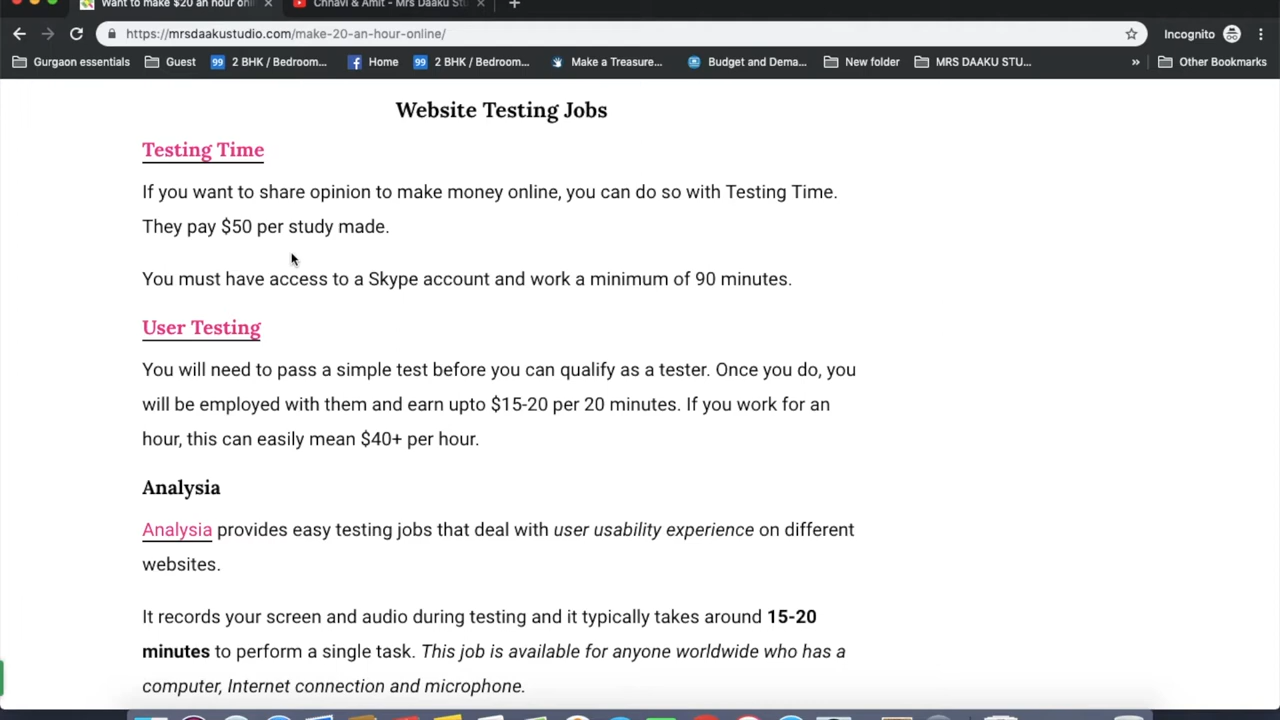 Want to make $20 an hour onl
Chhavi & Amit - Mrs Daaku Stu
https://mrsdaakustudio.com/make-20-an-hour-online/
Incognito
Gurgaon essentials
Guest
99 2 BHK / Bedroom...
Home
99 2 BHK / Bedroom...
Make a Treasure...
Budget and Dema...
New folder
MRS DAAKU STU...
»
Other Bookmarks
Website Testing Jobs
Testing Time
If you want to share opinion to make money online, you can do so with Testing Time.
They pay $50 per study made.
You must have access to a Skype account and work a minimum of 90 minutes.
User Testing
You will need to pass a simple test before you can qualify as a tester. Once you do, you
will be employed with them and earn upto $15-20 per 20 minutes. If you work for an
hour, this can easily mean $40+ per hour.
Analysia
Analysia provides easy testing jobs that deal with user usability experience on different
websites.
It records your screen and audio during testing and it typically takes around 15-20
minutes to perform a single task. This job is available for anyone worldwide who has a
computer, Internet connection and microphone.